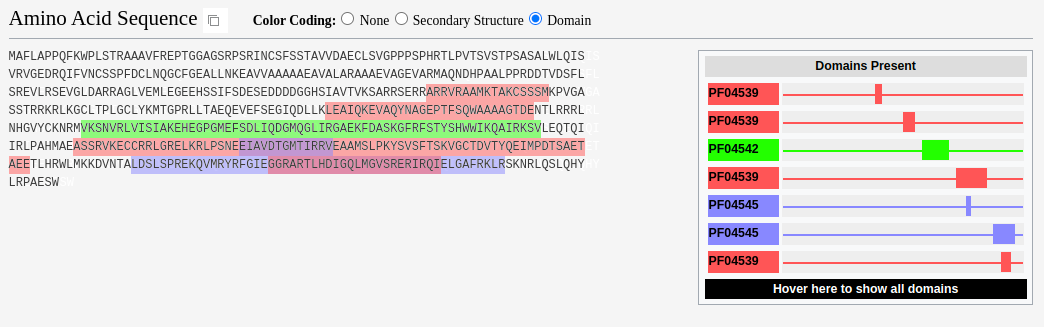 Amino Acid Sequence
Color Coding: None Secondary Structure Domain
MAFLAPPQFKWPLSTRAAAVFREPTGGAGSRPSRINCSFSSTAVVDAECLSVGPPPSPHRTLPVTSVSTPSASALWLQIS
VRVGEDRQIFVNCSSPFDCLNQGCFGEALLNKEAVVAAAAAEAVALARAAAEVAGEVARMAQNDHPAALPPRDDTVDSFL
SREVLRSEVGLDARRAGLVEMLEGEEHSSIFSDESEDDDDGGHSIAVTVKSARRSERRARRVRAAMKTAKCSSSMKPVGA
SSTRRKRLKGCLTPLGCLYKMTGPRLLTAEQEVEFSEGIQDLLKLEAIQKEVAQYNAGEPTFSQWAAAAGTDENTLRRRL
NHGVYCKNRMVKSNVRLVISIAKEHEGPGMEFSDLIQDGMQGLIRGAEKFDASKGFRFSTYSHWWIKQAIRKSVLEQTQI
IRLPAHMAEASSRVKECCRRLGRELKRLPSNEEIAVDTGMTIRRVEAAMSLPKYSVSFTSKVGCTDVTYQEIMPDTSAET
AEETLHRWLMKKDVNTALDSLSPREKQVMRYRFGIEGGRARTLHDIGQLMGVSRERIRQIELGAFRKLRSKNRLQSLQHY
LRPAESW
Domains Present
PF04539
PF04539
PF04542
PF04539
PF04545
PF04545
PF04539
Hover here to show all domains